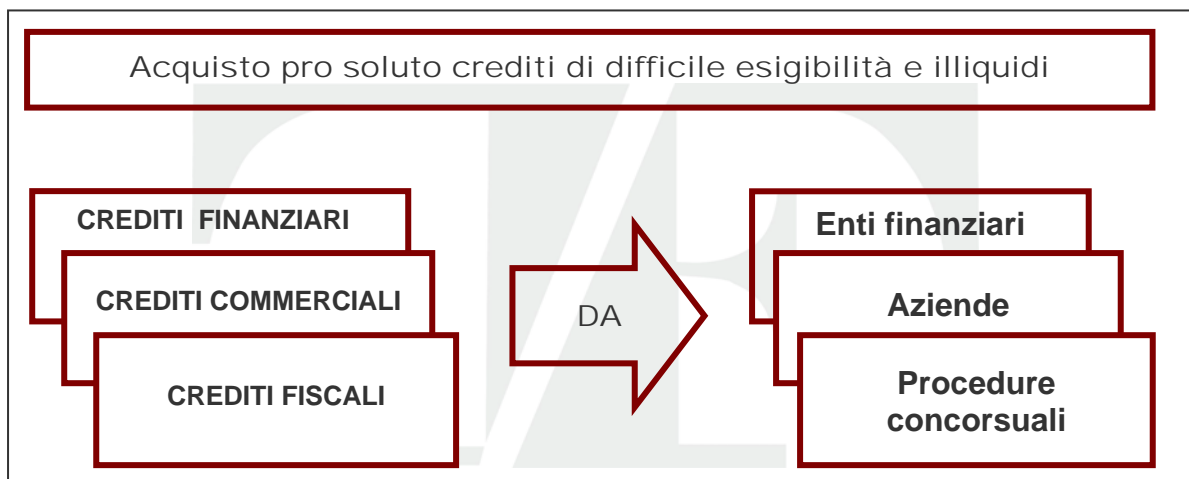 Acquisto pro soluto crediti di difficile esigibilità e illiquidi
CREDITI FINANZIARI
CREDITI COMMERCIALI
CREDITI FISCALI
DA
Enti finanziari
Aziende
Procedure
concorsuali